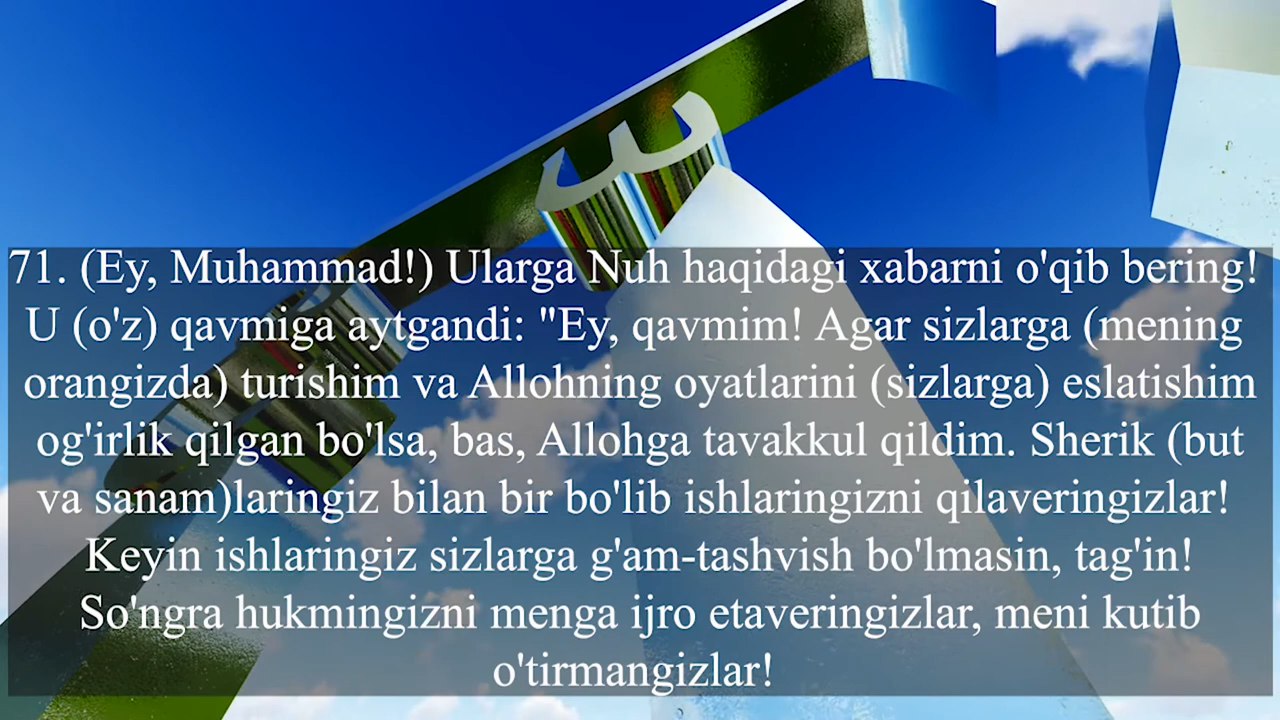 71. (Ey, Muhammad!) Ularga Nuh haqidagi xabarni o'qib bering!
U (o'z) qavmiga aytgandi: "Ey, qavmim! Agar sizlarga (mening
orangizda) turishim va Allohning oyatlarini (sizlarga) eslatishim
og'irlik qilgan bo'lsa, bas, Allohga tavakkul qildim. Sherik (but
va sanam)laringiz bilan bir bo'lib ishlaringizni qilaveringizlar!
Keyin ishlaringiz sizlarga g'am-tashvish bo'lmasin, tag'in!
So'ngra hukmingizni menga ijro etaveringizlar, meni kutib
o'tirmangizlar!